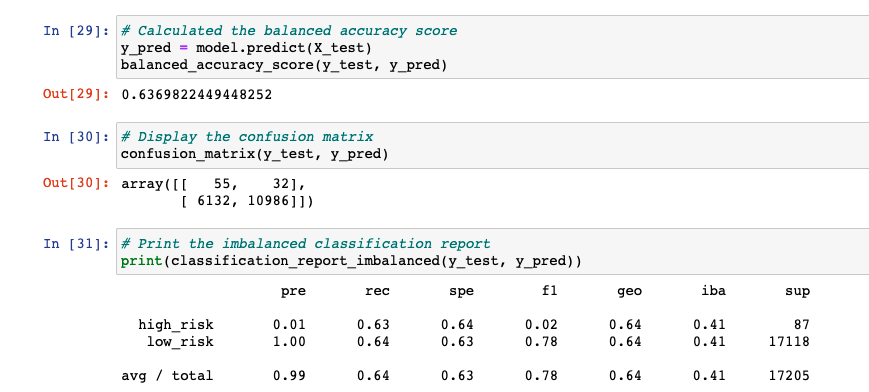 In [29]: # Calculated the balanced accuracy score
y_pred = model.predict(X_test)
balanced_accuracy_score(y_test, y_pred)
Out[29]: 0.6369822449448252
In [30]: # Display the confusion matrix
confusion_matrix(y_test, y_pred)
Out[30]: array([[   55,    32],
       [ 6132, 10986]])
In [31]: # Print the imbalanced classification report
print(classification_report_imbalanced(y_test, y_pred))
                   pre       rec       spe        f1       geo       iba       sup
  high_risk       0.01      0.63      0.64      0.02      0.64      0.41        87
   low_risk       1.00      0.64      0.63      0.78      0.64      0.41     17118
avg / total       0.99      0.64      0.63      0.78      0.64      0.41     17205